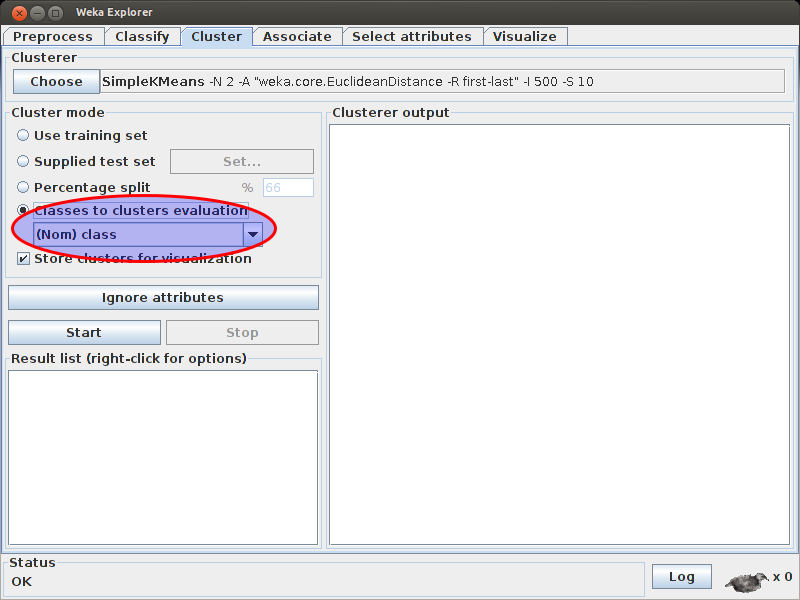 Weka Explorer
Preprocess Classify Cluster Associate Select attributes Visualize
Clusterer
Choose SimpleKMeans -N 2 -A "weka.core.EuclideanDistance -R first-last" -I 500 -S 10
Cluster mode
Use training set
Supplied test set Set...
Percentage split % 66
Classes to clusters evaluation
(Nom) class
Store clusters for visualization
Ignore attributes
Start Stop
Result list (right-click for options)
Clusterer output
Status
OK
Log x 0